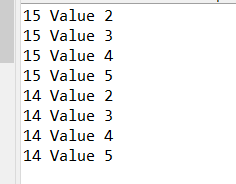 15 Value 2
15 Value 3
15 Value 4
15 Value 5
14 Value 2
14 Value 3
14 Value 4
14 Value 5